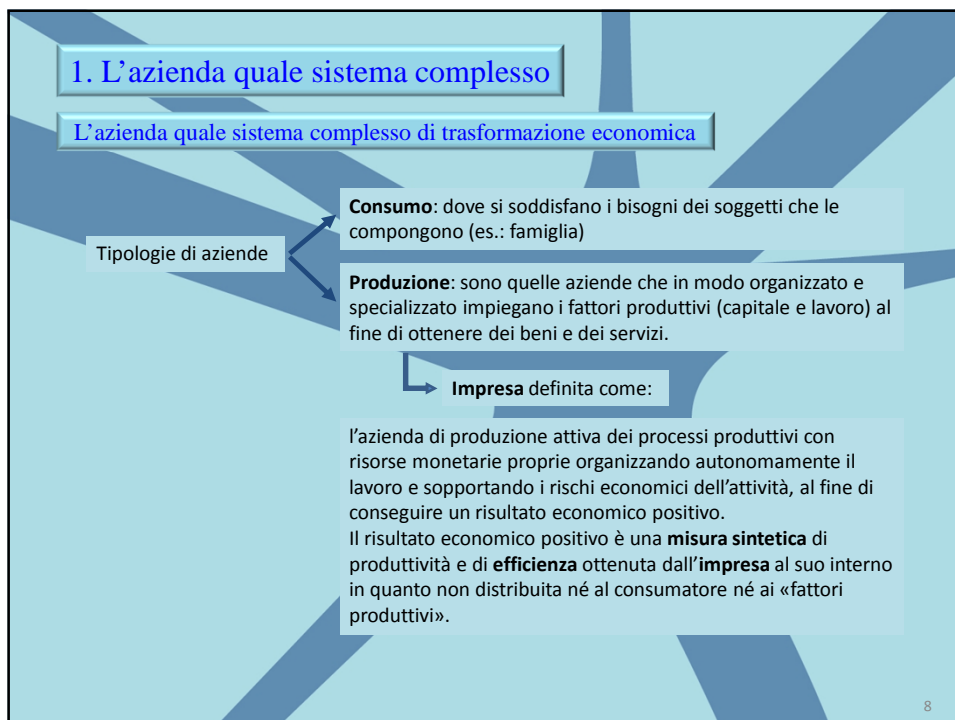 1. L’azienda quale sistema complesso
L’azienda quale sistema complesso di trasformazione economica
Tipologie di aziende
Consumo: dove si soddisfano i bisogni dei soggetti che le
compongono (es.: famiglia)
Produzione: sono quelle aziende che in modo organizzato e
specializzato impiegano i fattori produttivi (capitale e lavoro) al
fine di ottenere dei beni e dei servizi.
Impresa definita come:
l’azienda di produzione attiva dei processi produttivi con
risorse monetarie proprie organizzando autonomamente il
lavoro e sopportando i rischi economici dell’attività, al fine di
conseguire un risultato economico positivo.
Il risultato economico positivo è una misura sintetica di
produttività e di efficienza ottenuta dall’impresa al suo interno
in quanto non distribuita né al consumatore né ai «fattori
produttivi».
8